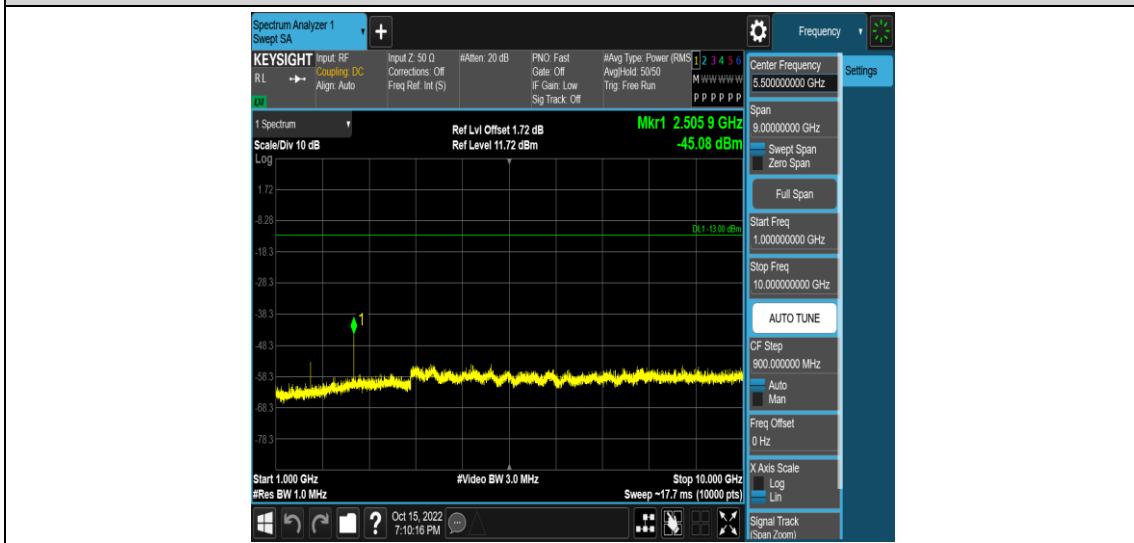 Spectrum Analyzer 1
Swept SA
+
Frequency
KEYSIGHT
RL
LXI
Input: RF
Coupling: DC
Align: Auto
Input Z: 50 Ω
Corrections: Off
Freq Ref: Int (S)
#Atten: 20 dB
PNO: Fast
Gate: Off
IF Gain: Low
Sig Track: Off
#Avg Type: Power (RMS
Avg|Hold: 50/50
Trig: Free Run
1 2 3 4 5 6
M W W W W W
P P P P P P
1 Spectrum
Scale/Div 10 dB
Log
Ref Lvl Offset 1.72 dB
Ref Level 11.72 dBm
Mkr1 2.505 9 GHz
-45.08 dBm
1.72
-8.28
DL1 -13.00 dBm
-18.3
-28.3
-38.3
1
-48.3
-58.3
-68.3
-78.3
Start 1.000 GHz
#Res BW 1.0 MHz
#Video BW 3.0 MHz
Stop 10.000 GHz
Sweep ~17.7 ms (10000 pts)
?
Oct 15, 2022
7:10:16 PM
Center Frequency
5.500000000 GHz
Settings
Span
9.00000000 GHz
Swept Span
Zero Span
Full Span
Start Freq
1.000000000 GHz
Stop Freq
10.000000000 GHz
AUTO TUNE
CF Step
900.000000 MHz
Auto
Man
Freq Offset
0 Hz
X Axis Scale
Log
Lin
Signal Track
(Span Zoom)